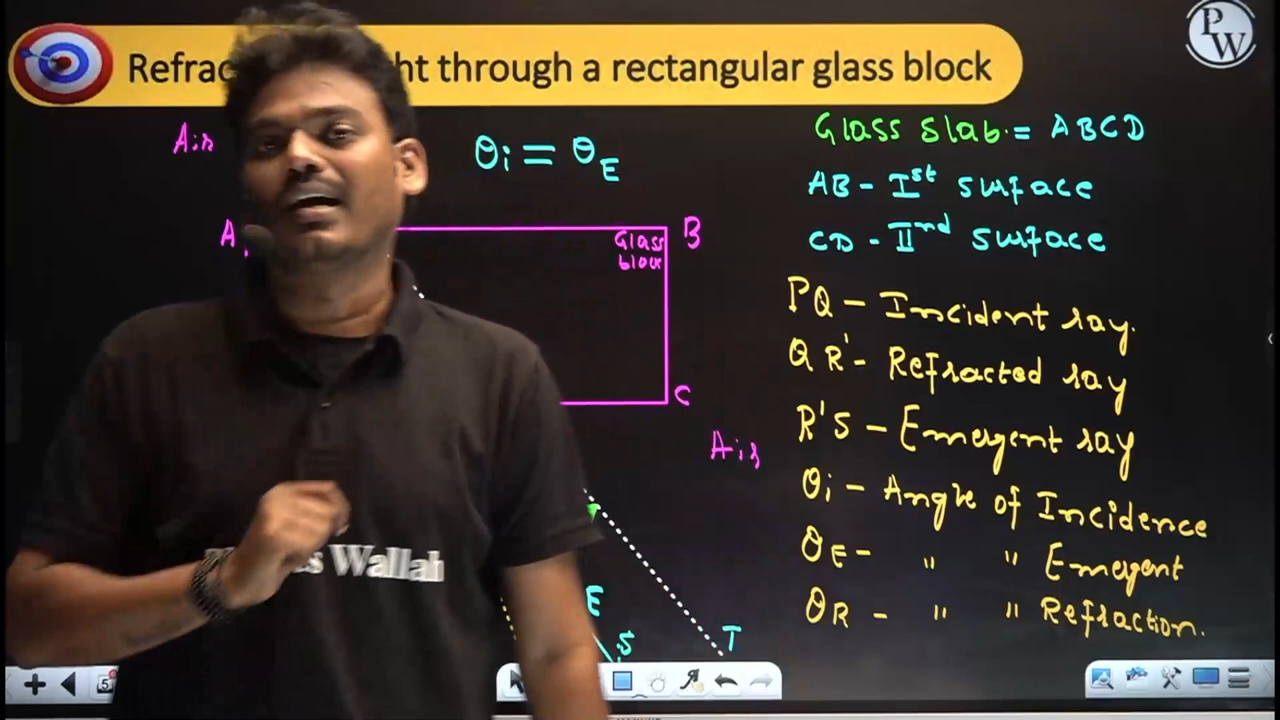 ht through a rectangular glass block
PW
Air
θi = θE
Glass Slab = ABCD
AB - Ist surface
CD - IInd surface
A
B
Glass block
C
Air
PQ - Incident ray.
QR' - Refracted ray
R'S - Emergent ray
θi - Angle of Incidence
θE - " " Emergent
θR - " " Refraction.
E
S
T
Wallah